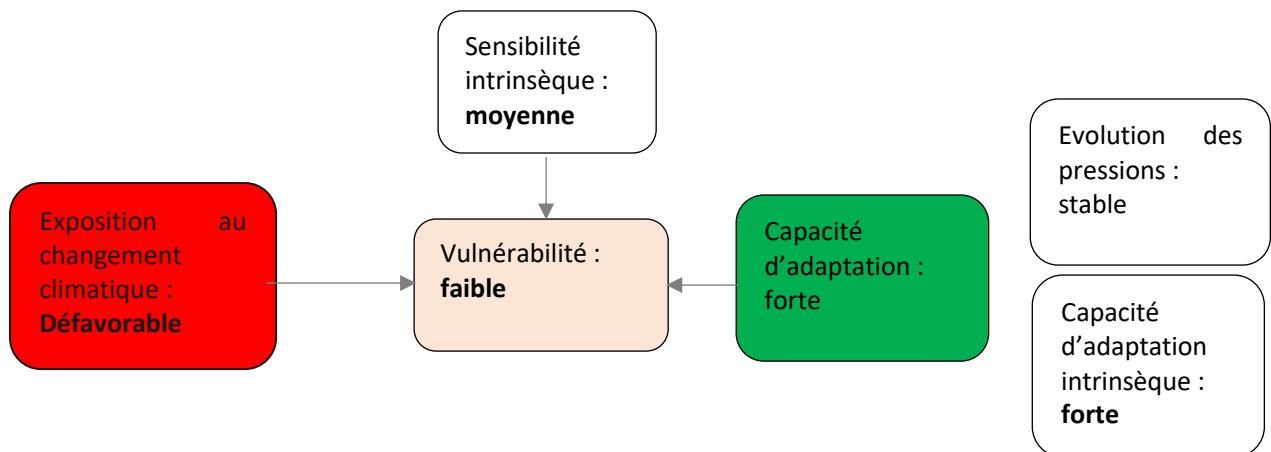 Sensibilité
intrinsèque :
moyenne
Evolution des
pressions :
stable
Exposition au
changement
climatique :
Défavorable
Vulnérabilité :
faible
Capacité
d’adaptation :
forte
Capacité
d’adaptation
intrinsèque :
forte